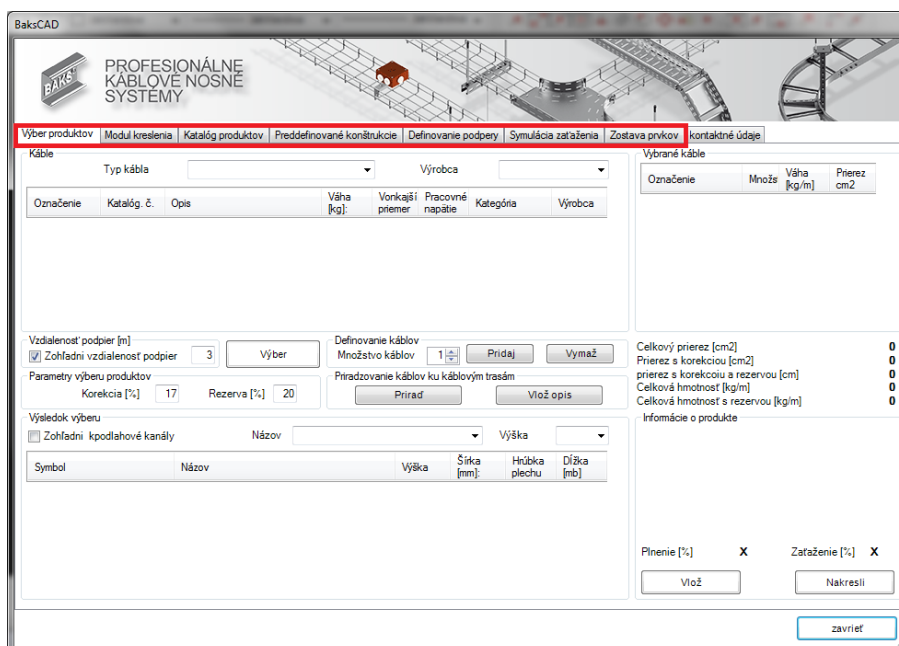 BaksCAD
BAKS
PROFESIONÁLNE
KÁBLOVÉ NOSNÉ
SYSTÉMY
Výber produktov Modul kreslenia Katalóg produktov Preddefinované konštrukcie Definovanie podpery Symulácia zaťaženia Zostava prvkov kontaktné údaje
Káble
Typ kábla Výrobca
Označenie Katalóg. č. Opis Váha [kg]: Vonkajší priemer Pracovné napätie Kategória Výrobca
Vybrané káble
Označenie Množs Váha [kg/m] Prierez cm2
Vzdialenosť podpier [m]
Zohľadni vzdialenosť podpier 3 Výber
Definovanie káblov
Množstvo káblov 1 Pridaj Vymaž
Parametry výberu produktov
Korekcia [%] 17 Rezerva [%] 20
Priradzovanie káblov ku káblovým trasám
Priraď Vlož opis
Celkový prierez [cm2] 0
Prierez s korekciou [cm2] 0
prierez s korekcoiu a rezervou [cm] 0
Celková hmotnosť [kg/m] 0
Celková hmotnosť s rezervou [kg/m] 0
Výsledok výberu
Zohľadni kpodlahové kanály Názov Výška
Symbol Názov Výška Šírka [mm]: Hrúbka plechu Dĺžka [mb]
Informácie o produkte
Plnenie [%] X Zaťaženie [%] X
Vlož Nakresli
zavrieť